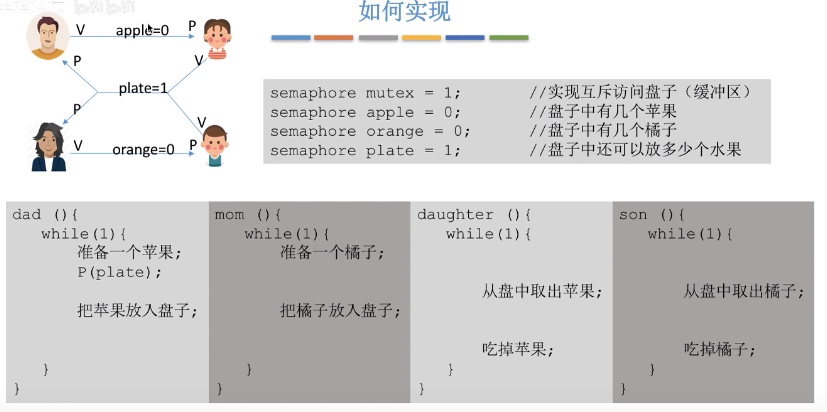 如何实现
V apple=0 P
P V
plate=1
P V
V orange=0 P
semaphore mutex = 1; //实现互斥访问盘子（缓冲区）
semaphore apple = 0; //盘子中有几个苹果
semaphore orange = 0; //盘子中有几个橘子
semaphore plate = 1; //盘子中还可以放多少个水果
dad (){
while(1){
准备一个苹果;
P(plate);
把苹果放入盘子;
}
}
mom (){
while(1){
准备一个橘子;
把橘子放入盘子;
}
}
daughter (){
while(1){
从盘中取出苹果;
吃掉苹果;
}
}
son (){
while(1){
从盘中取出橘子;
吃掉橘子;
}
}